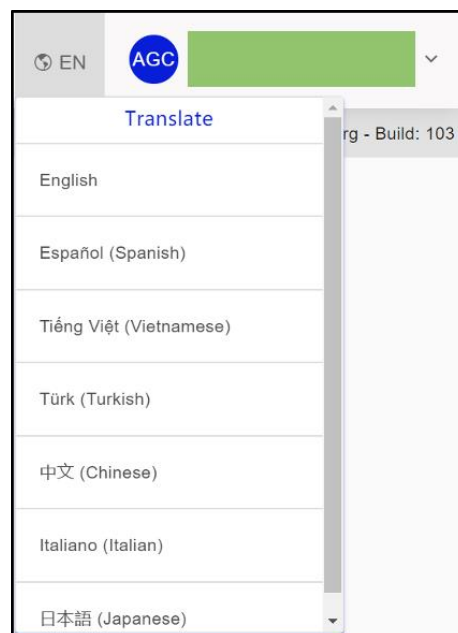 EN
AGC
Translate
rg - Build: 103
English
Español (Spanish)
Tiếng Việt (Vietnamese)
Türk (Turkish)
中文 (Chinese)
Italiano (Italian)
日本語 (Japanese)